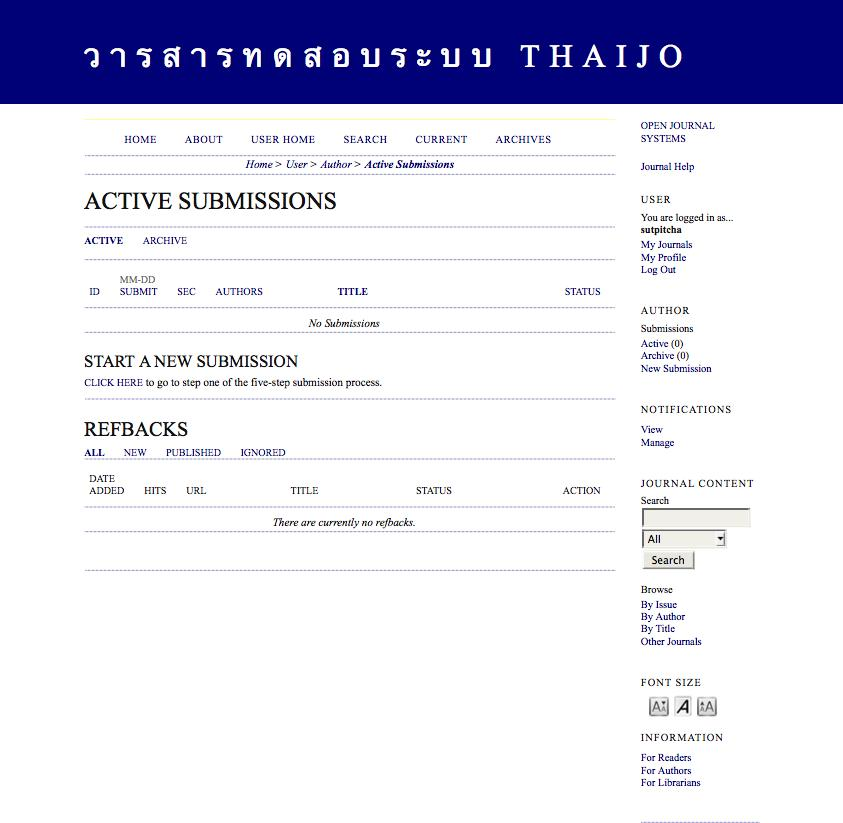 วารสารทดสอบระบบ THAIJO
HOME ABOUT USER HOME SEARCH CURRENT ARCHIVES
Home > User > Author > Active Submissions
ACTIVE SUBMISSIONS
ACTIVE ARCHIVE
MM-DD
ID SUBMIT SEC AUTHORS TITLE STATUS
No Submissions
START A NEW SUBMISSION
CLICK HERE to go to step one of the five-step submission process.
REFBACKS
ALL NEW PUBLISHED IGNORED
DATE
ADDED HITS URL TITLE STATUS ACTION
There are currently no refbacks.
OPEN JOURNAL
SYSTEMS
Journal Help
USER
You are logged in as...
sutpitcha
My Journals
My Profile
Log Out
AUTHOR
Submissions
Active (0)
Archive (0)
New Submission
NOTIFICATIONS
View
Manage
JOURNAL CONTENT
Search
All
Search
Browse
By Issue
By Author
By Title
Other Journals
FONT SIZE
AA A AA
INFORMATION
For Readers
For Authors
For Librarians